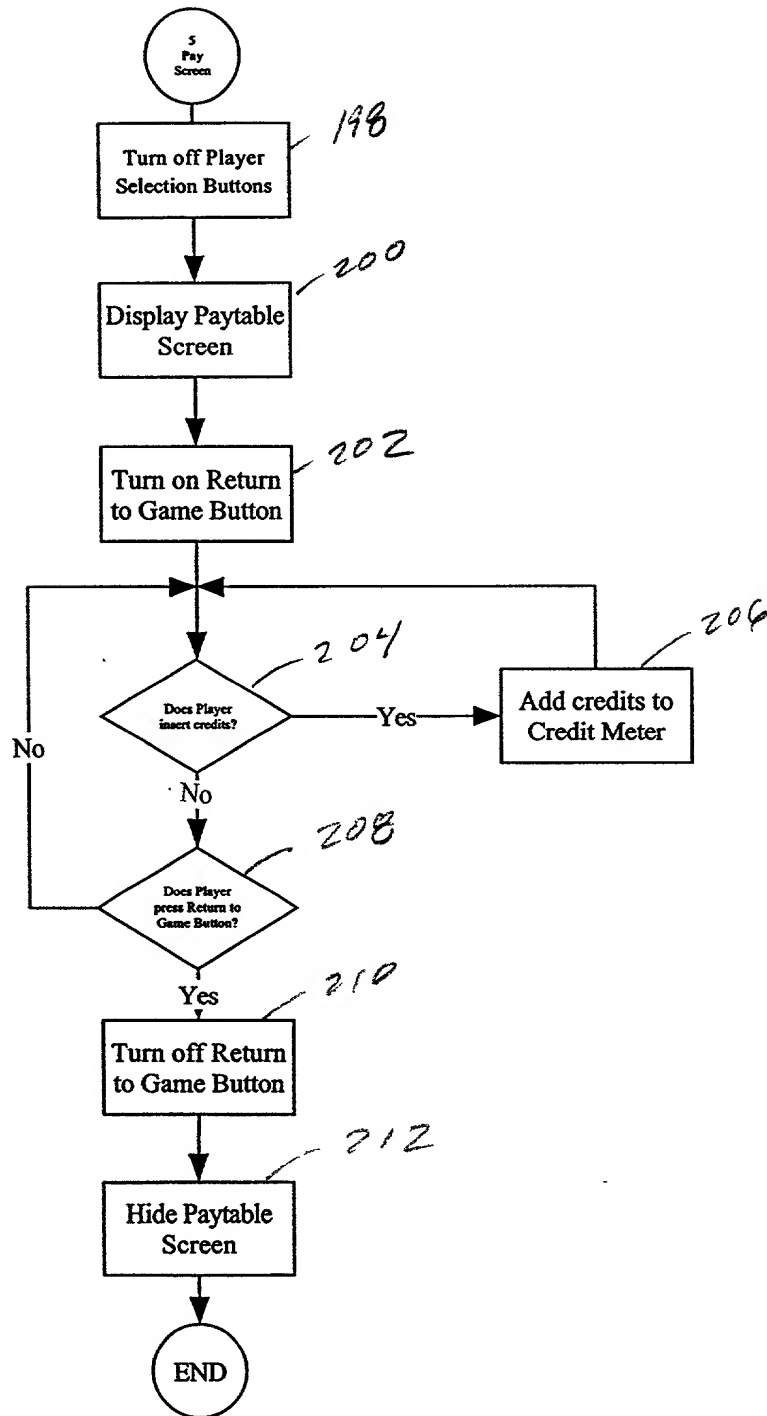 5
Pay
Screen
198
Turn off Player
Selection Buttons
200
Display Paytable
Screen
202
Turn on Return
to Game Button
204
Does Player
insert credits?
Yes
206
Add credits to
Credit Meter
No
No
208
Does Player
press Return to
Game Button?
Yes
210
Turn off Return
to Game Button
212
Hide Paytable
Screen
END